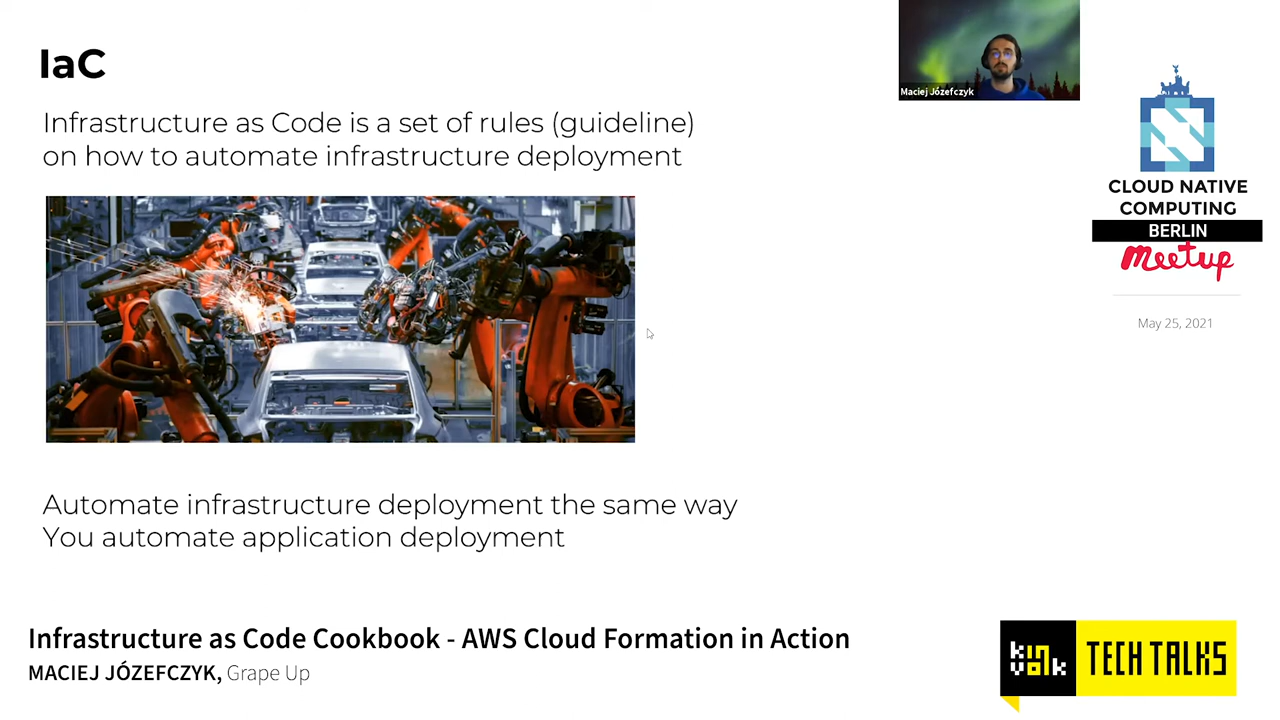 IaC
Infrastructure as Code is a set of rules (guideline)
on how to automate infrastructure deployment
Automate infrastructure deployment the same way
You automate application deployment
Maciej Józefczyk
CLOUD NATIVE
COMPUTING
BERLIN
Meetup
May 25, 2021
Infrastructure as Code Cookbook - AWS Cloud Formation in Action
MACIEJ JÓZEFCZYK, Grape Up
kinvolk
TECH TALKS